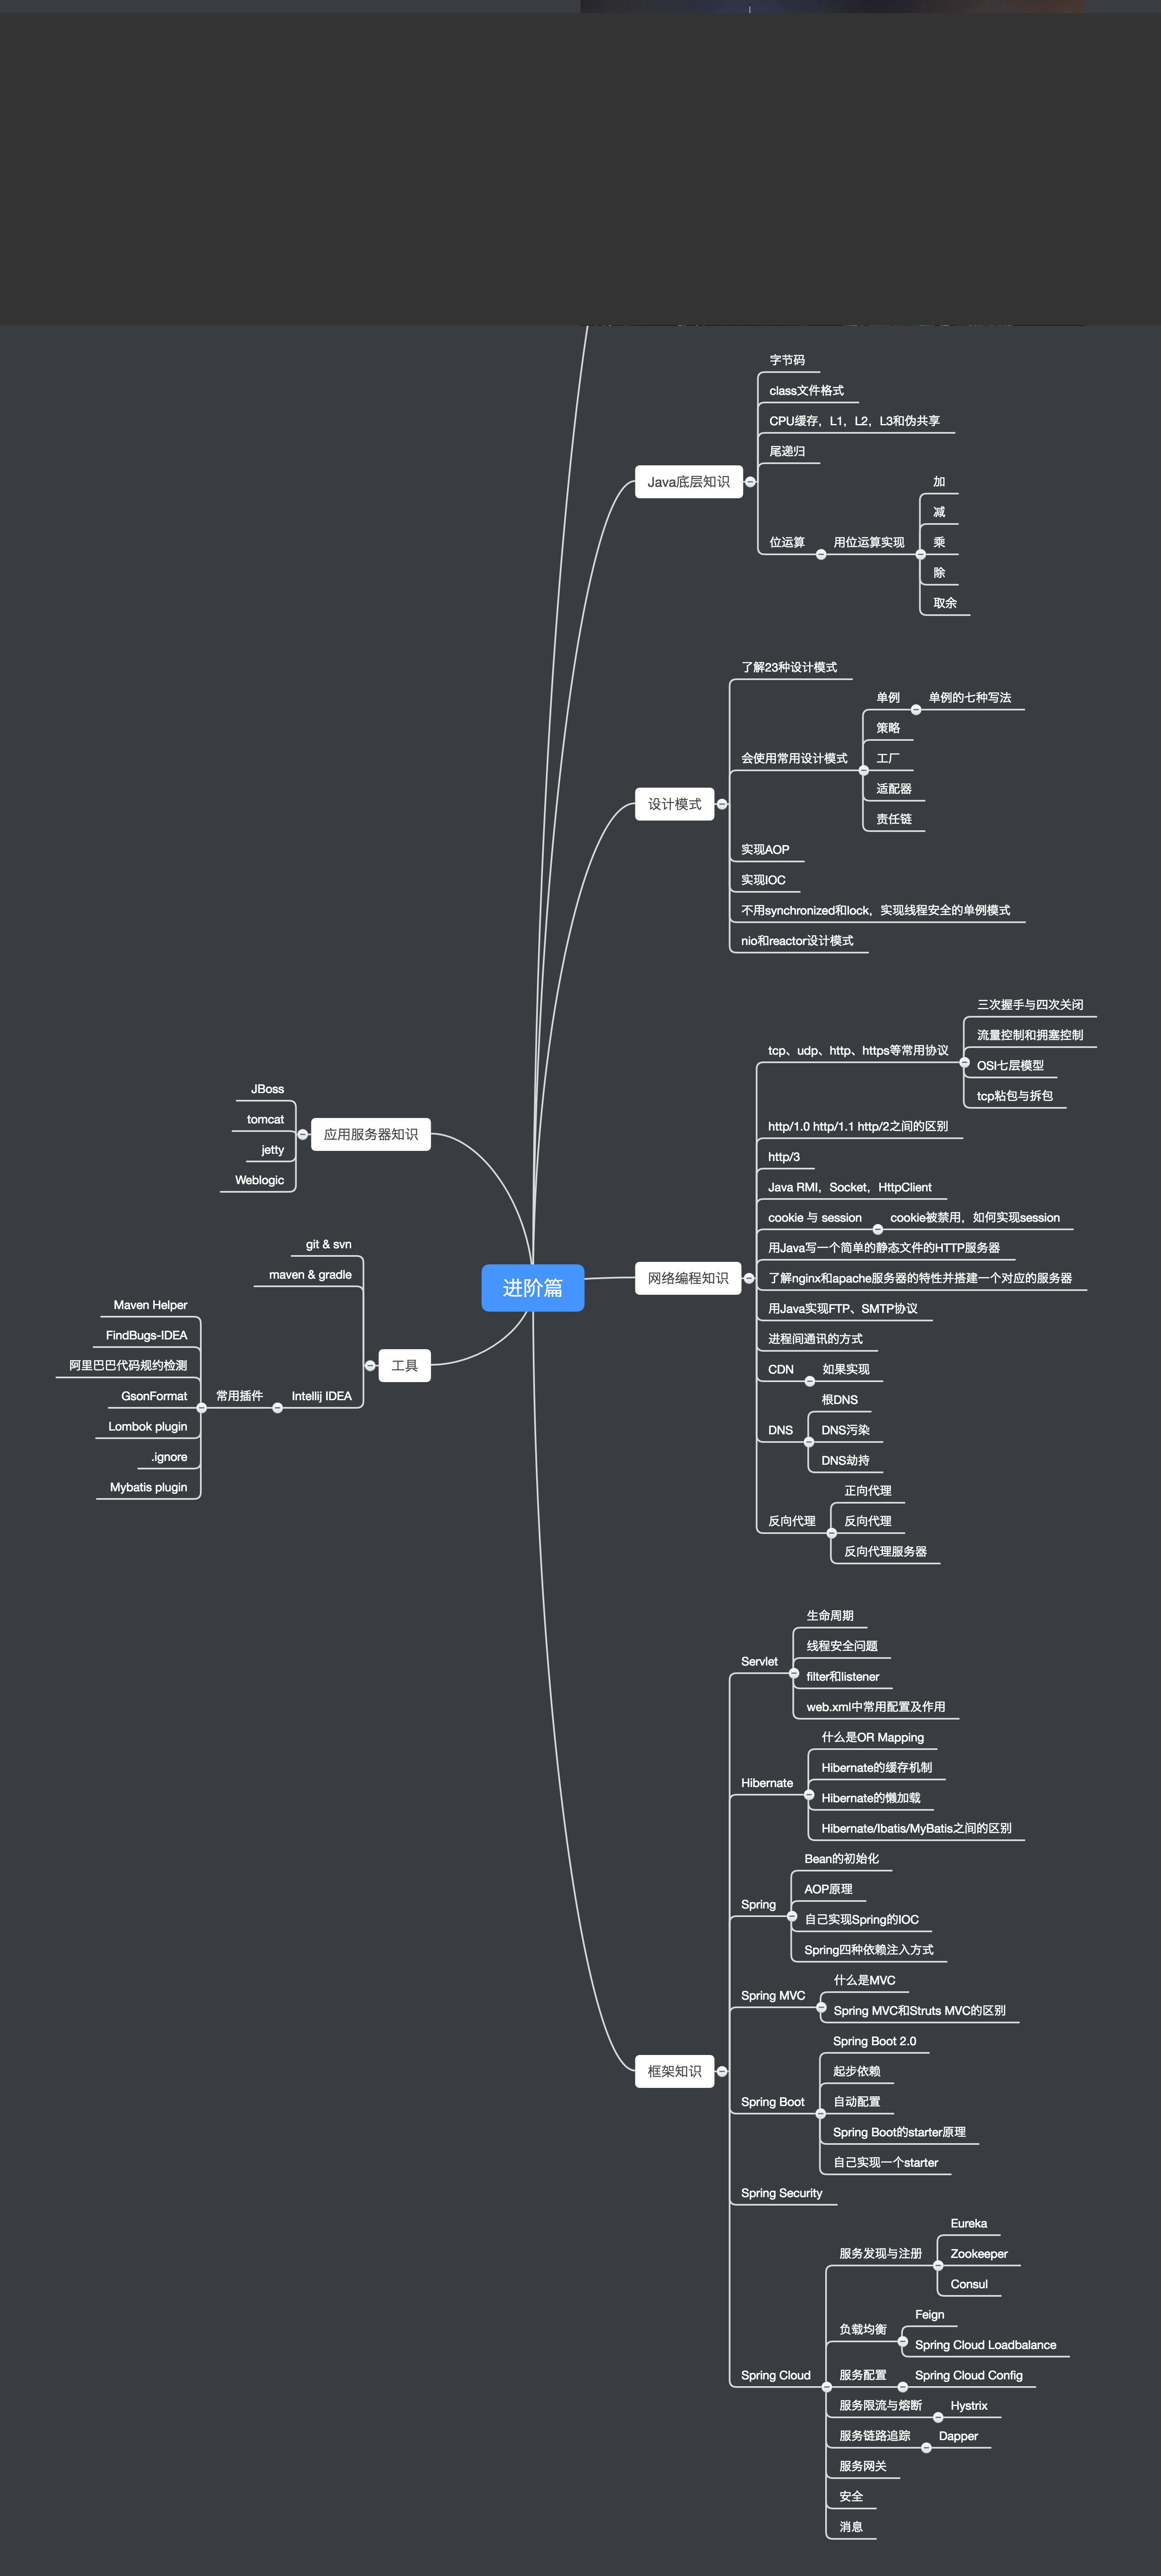 字节码
class文件格式
CPU缓存，L1，L2，L3和伪共享
尾递归
Java底层知识
加
减
位运算
用位运算实现
乘
除
取余
了解23种设计模式
单例
单例的七种写法
策略
会使用常用设计模式
工厂
适配器
设计模式
责任链
实现AOP
实现IOC
不用synchronized和lock，实现线程安全的单例模式
nio和reactor设计模式
三次握手与四次关闭
流量控制和拥塞控制
tcp、udp、http、https等常用协议
OSI七层模型
tcp粘包与拆包
http/1.0 http/1.1 http/2之间的区别
http/3
Java RMI，Socket，HttpClient
cookie 与 session
cookie被禁用，如何实现session
用Java写一个简单的静态文件的HTTP服务器
网络编程知识
了解nginx和apache服务器的特性并搭建一个对应的服务器
用Java实现FTP、SMTP协议
进程间通讯的方式
CDN
如果实现
根DNS
DNS
DNS污染
DNS劫持
正向代理
反向代理
反向代理
反向代理服务器
JBoss
tomcat
应用服务器知识
jetty
Weblogic
进阶篇
git & svn
maven & gradle
工具
Maven Helper
FindBugs-IDEA
阿里巴巴代码规约检测
GsonFormat
常用插件
Intellij IDEA
Lombok plugin
.ignore
Mybatis plugin
生命周期
Servlet
线程安全问题
filter和listener
web.xml中常用配置及作用
什么是OR Mapping
Hibernate
Hibernate的缓存机制
Hibernate的懒加载
Hibernate/Ibatis/MyBatis之间的区别
Bean的初始化
AOP原理
Spring
自己实现Spring的IOC
Spring四种依赖注入方式
Spring MVC
什么是MVC
Spring MVC和Struts MVC的区别
框架知识
Spring Boot 2.0
起步依赖
Spring Boot
自动配置
Spring Boot的starter原理
自己实现一个starter
Spring Security
Eureka
服务发现与注册
Zookeeper
Consul
Feign
负载均衡
Spring Cloud Loadbalance
Spring Cloud
服务配置
Spring Cloud Config
服务限流与熔断
Hystrix
服务链路追踪
Dapper
服务网关
安全
消息